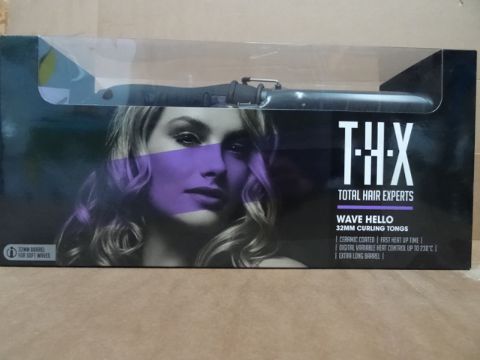 T·H·X
TOTAL HAIR EXPERTS
WAVE HELLO
32MM CURLING TONGS
| CERAMIC COATED | FAST HEAT UP TIME |
| DIGITAL VARIABLE HEAT CONTROL UP TO 230°C |
| EXTRA LONG BARREL |
32MM BARREL
FOR SOFT WAVES